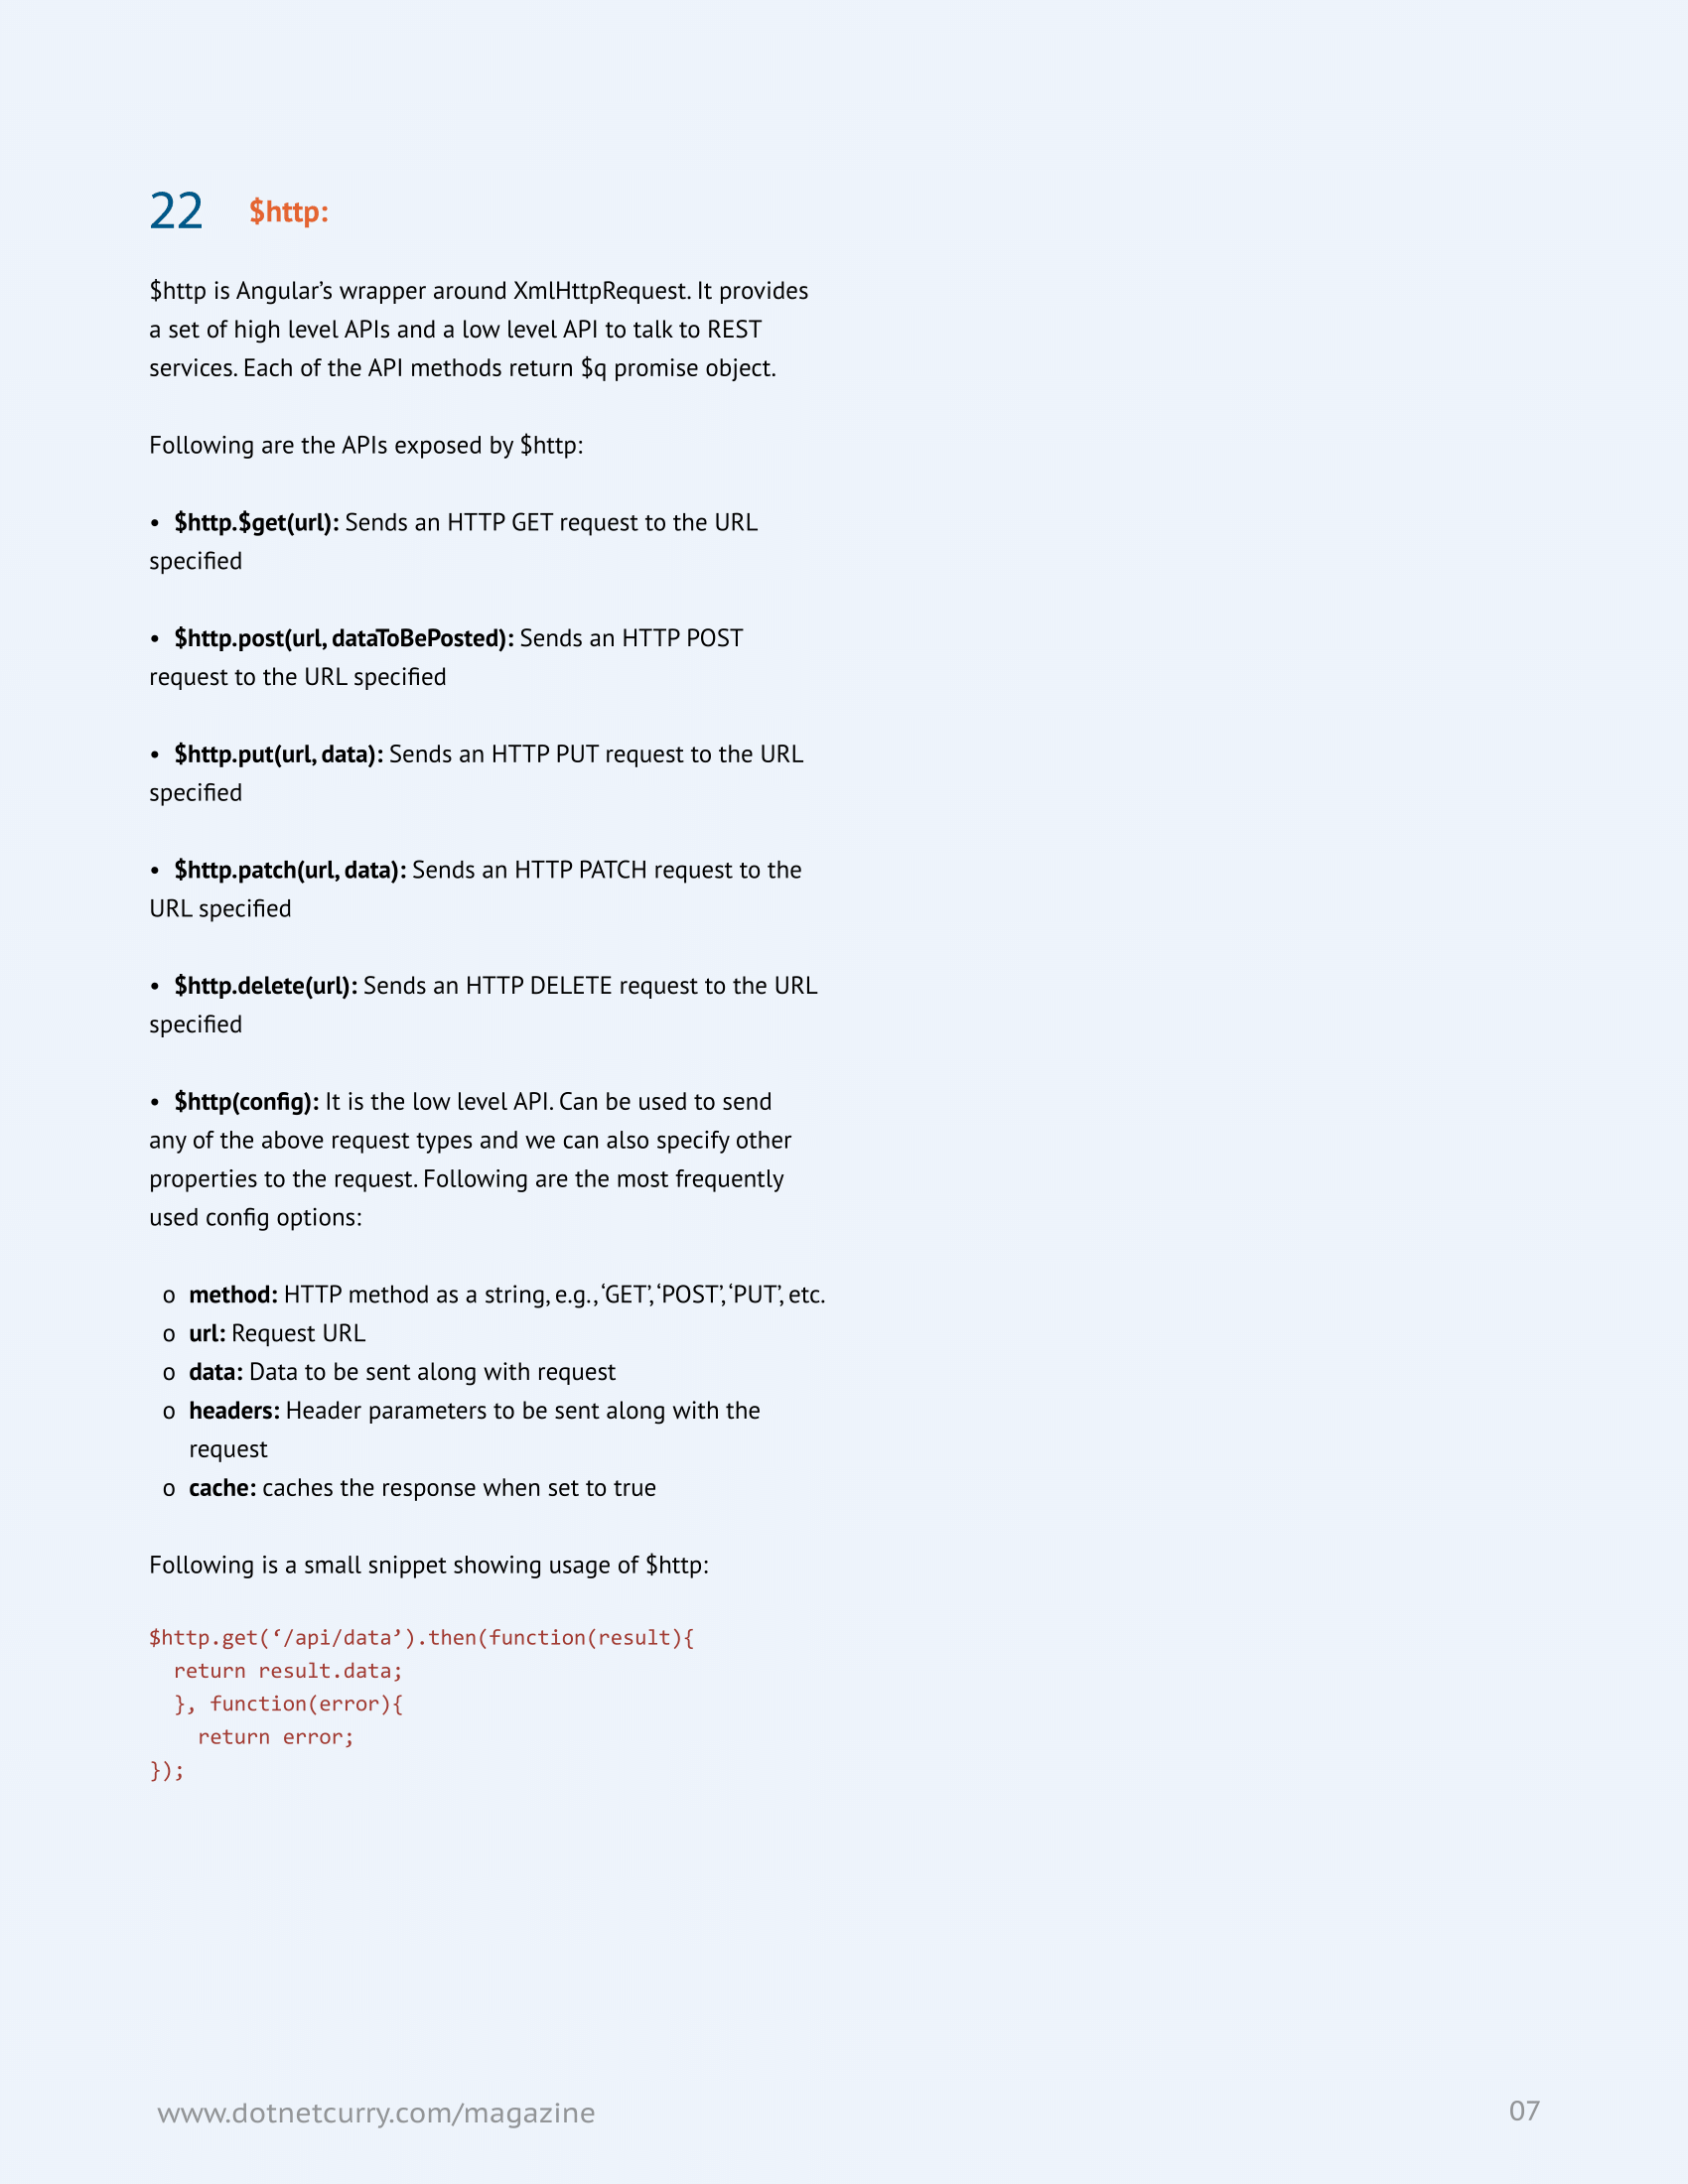 22 $http:
$http is Angular’s wrapper around XmlHttpRequest. It provides
a set of high level APIs and a low level API to talk to REST
services. Each of the API methods return $q promise object.
Following are the APIs exposed by $http:
• $http.$get(url): Sends an HTTP GET request to the URL
specified
• $http.post(url, dataToBePosted): Sends an HTTP POST
request to the URL specified
• $http.put(url, data): Sends an HTTP PUT request to the URL
specified
• $http.patch(url, data): Sends an HTTP PATCH request to the
URL specified
• $http.delete(url): Sends an HTTP DELETE request to the URL
specified
• $http(config): It is the low level API. Can be used to send
any of the above request types and we can also specify other
properties to the request. Following are the most frequently
used config options:
o method: HTTP method as a string, e.g., ‘GET’, ‘POST’, ‘PUT’, etc.
o url: Request URL
o data: Data to be sent along with request
o headers: Header parameters to be sent along with the
request
o cache: caches the response when set to true
Following is a small snippet showing usage of $http:
$http.get(‘/api/data’).then(function(result){
return result.data;
}, function(error){
return error;
});
www.dotnetcurry.com/magazine 07